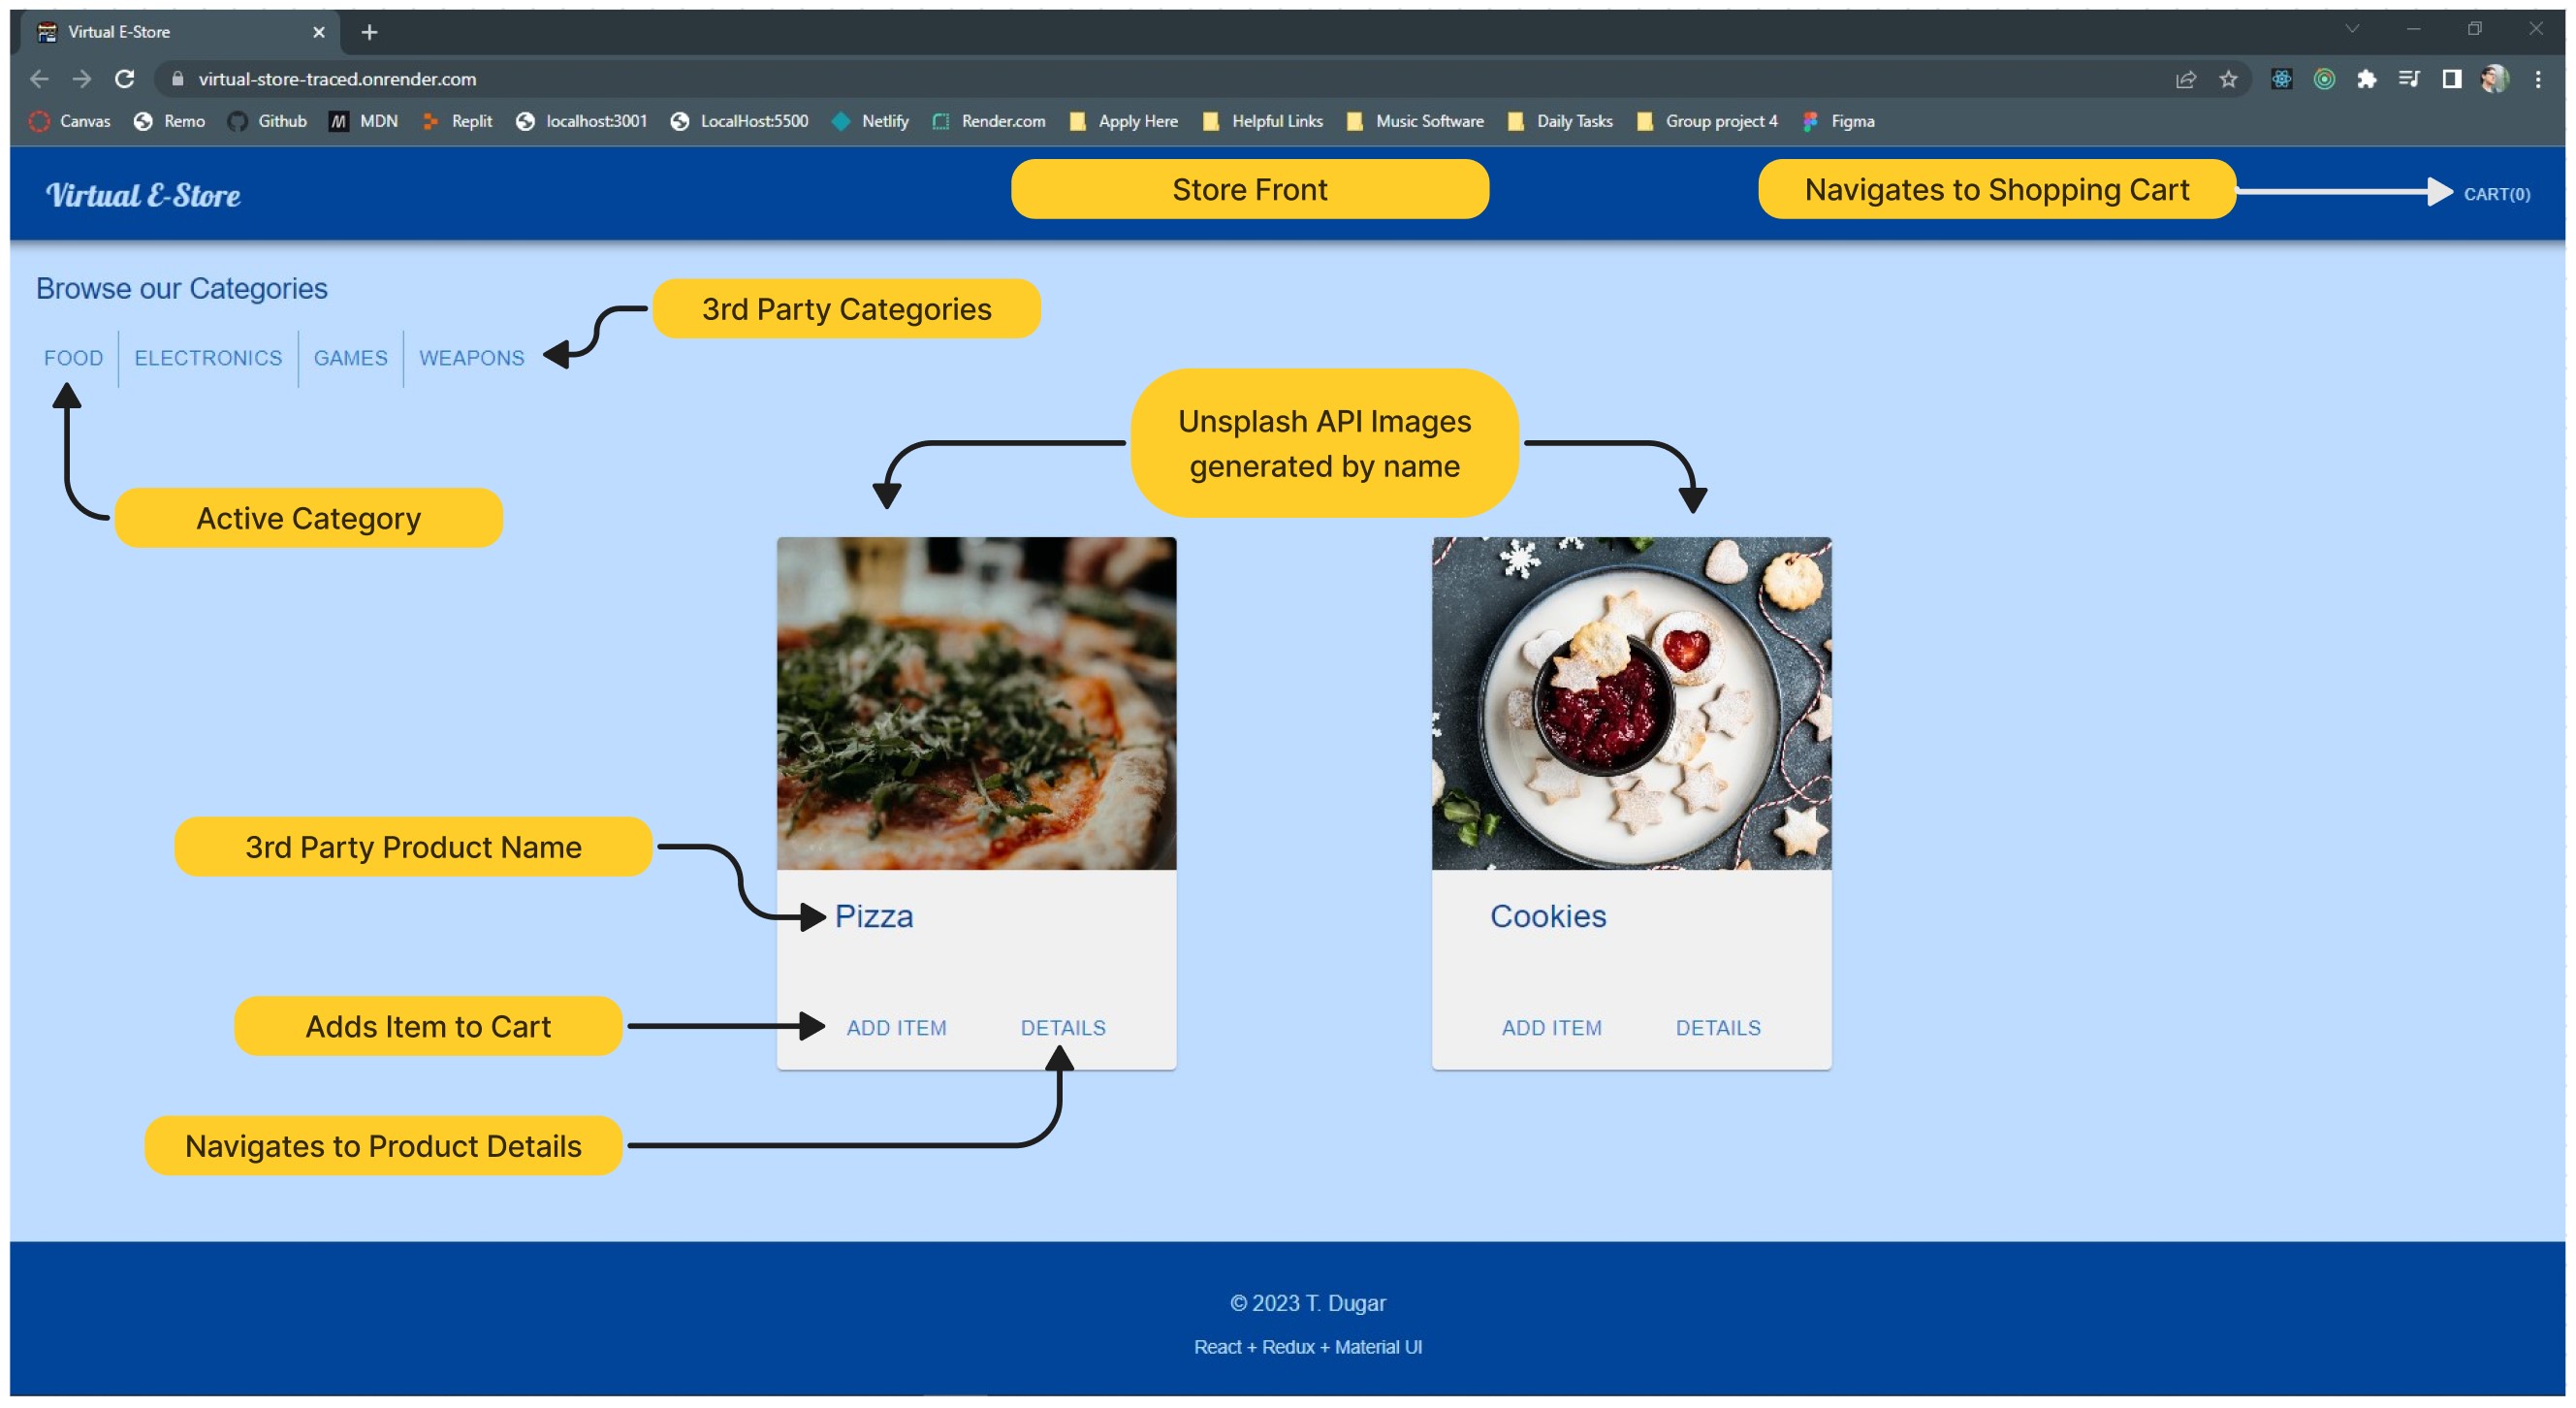 Virtual E-Store
virtual-store-traced.onrender.com
Canvas Remo Github MDN Replit localhost:3001 LocalHost:5500 Netlify Render.com Apply Here Helpful Links Music Software Daily Tasks Group project 4 Figma
Virtual E-Store
Store Front
Navigates to Shopping Cart
CART(0)
Browse our Categories
3rd Party Categories
FOOD ELECTRONICS GAMES WEAPONS
Unsplash API Images
generated by name
Active Category
3rd Party Product Name
Pizza
Cookies
Adds Item to Cart
ADD ITEM DETAILS
ADD ITEM DETAILS
Navigates to Product Details
© 2023 T. Dugar
React + Redux + Material UI